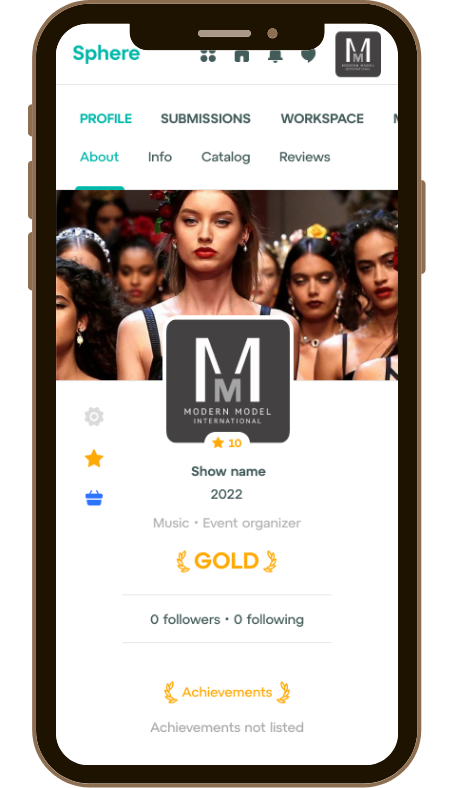 Sphere
PROFILE SUBMISSIONS WORKSPACE
About Info Catalog Reviews
MODERN MODEL
INTERNATIONAL
10
Show name
2022
Music • Event organizer
GOLD
0 followers • 0 following
Achievements
Achievements not listed